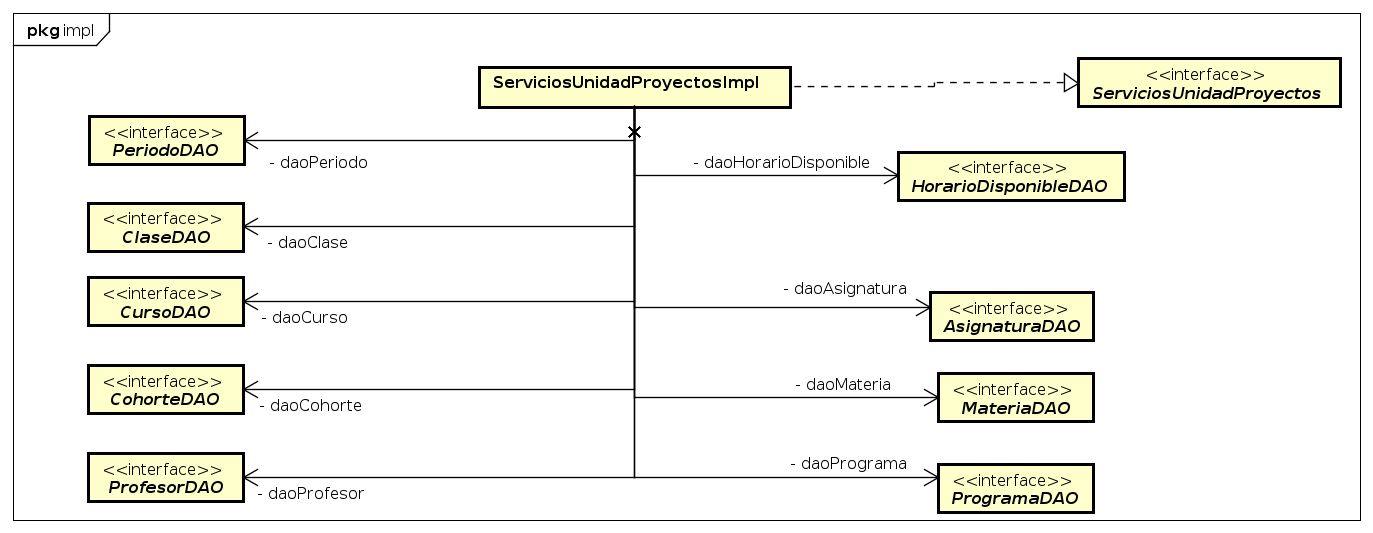 pkg impl
ServiciosUnidadProyectosImpl
<<interface>>
ServiciosUnidadProyectos
<<interface>>
PeriodoDAO
- daoPeriodo
- daoHorarioDisponible
<<interface>>
HorarioDisponibleDAO
<<interface>>
ClaseDAO
- daoClase
<<interface>>
CursoDAO
- daoCurso
- daoAsignatura
<<interface>>
AsignaturaDAO
<<interface>>
CohorteDAO
- daoCohorte
- daoMateria
<<interface>>
MateriaDAO
<<interface>>
ProfesorDAO
- daoProfesor
- daoPrograma
<<interface>>
ProgramaDAO